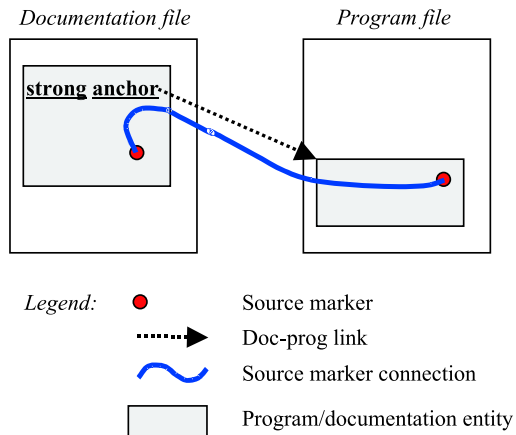 Documentation file
Program file
strong anchor
Legend:
Source marker
Doc-prog link
Source marker connection
Program/documentation entity